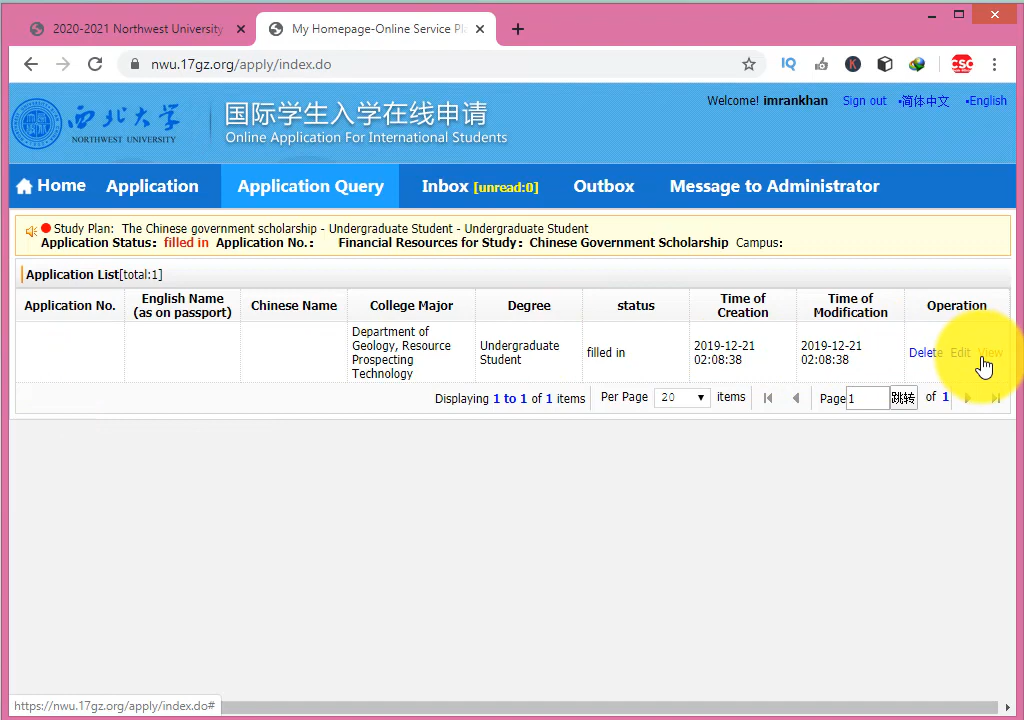 2020-2021 Northwest University
My Homepage-Online Service Pl
nwu.17gz.org/apply/index.do
IQ
K
CSC
西北大学
NORTHWEST UNIVERSITY
国际学生入学在线申请
Online Application For International Students
Welcome! imrankhan Sign out •简体中文 •English
Home Application Application Query Inbox [unread:0] Outbox Message to Administrator
Study Plan: The Chinese government scholarship - Undergraduate Student - Undergraduate Student
Application Status: filled in Application No.: Financial Resources for Study: Chinese Government Scholarship Campus:
Application List[total:1]
Application No. English Name (as on passport) Chinese Name College Major Degree status Time of Creation Time of Modification Operation
Department of Geology, Resource Prospecting Technology Undergraduate Student filled in 2019-12-21 02:08:38 2019-12-21 02:08:38 Delete Edit View
Displaying 1 to 1 of 1 items Per Page 20 items Page 1 跳转 of 1
https://nwu.17gz.org/apply/index.do#